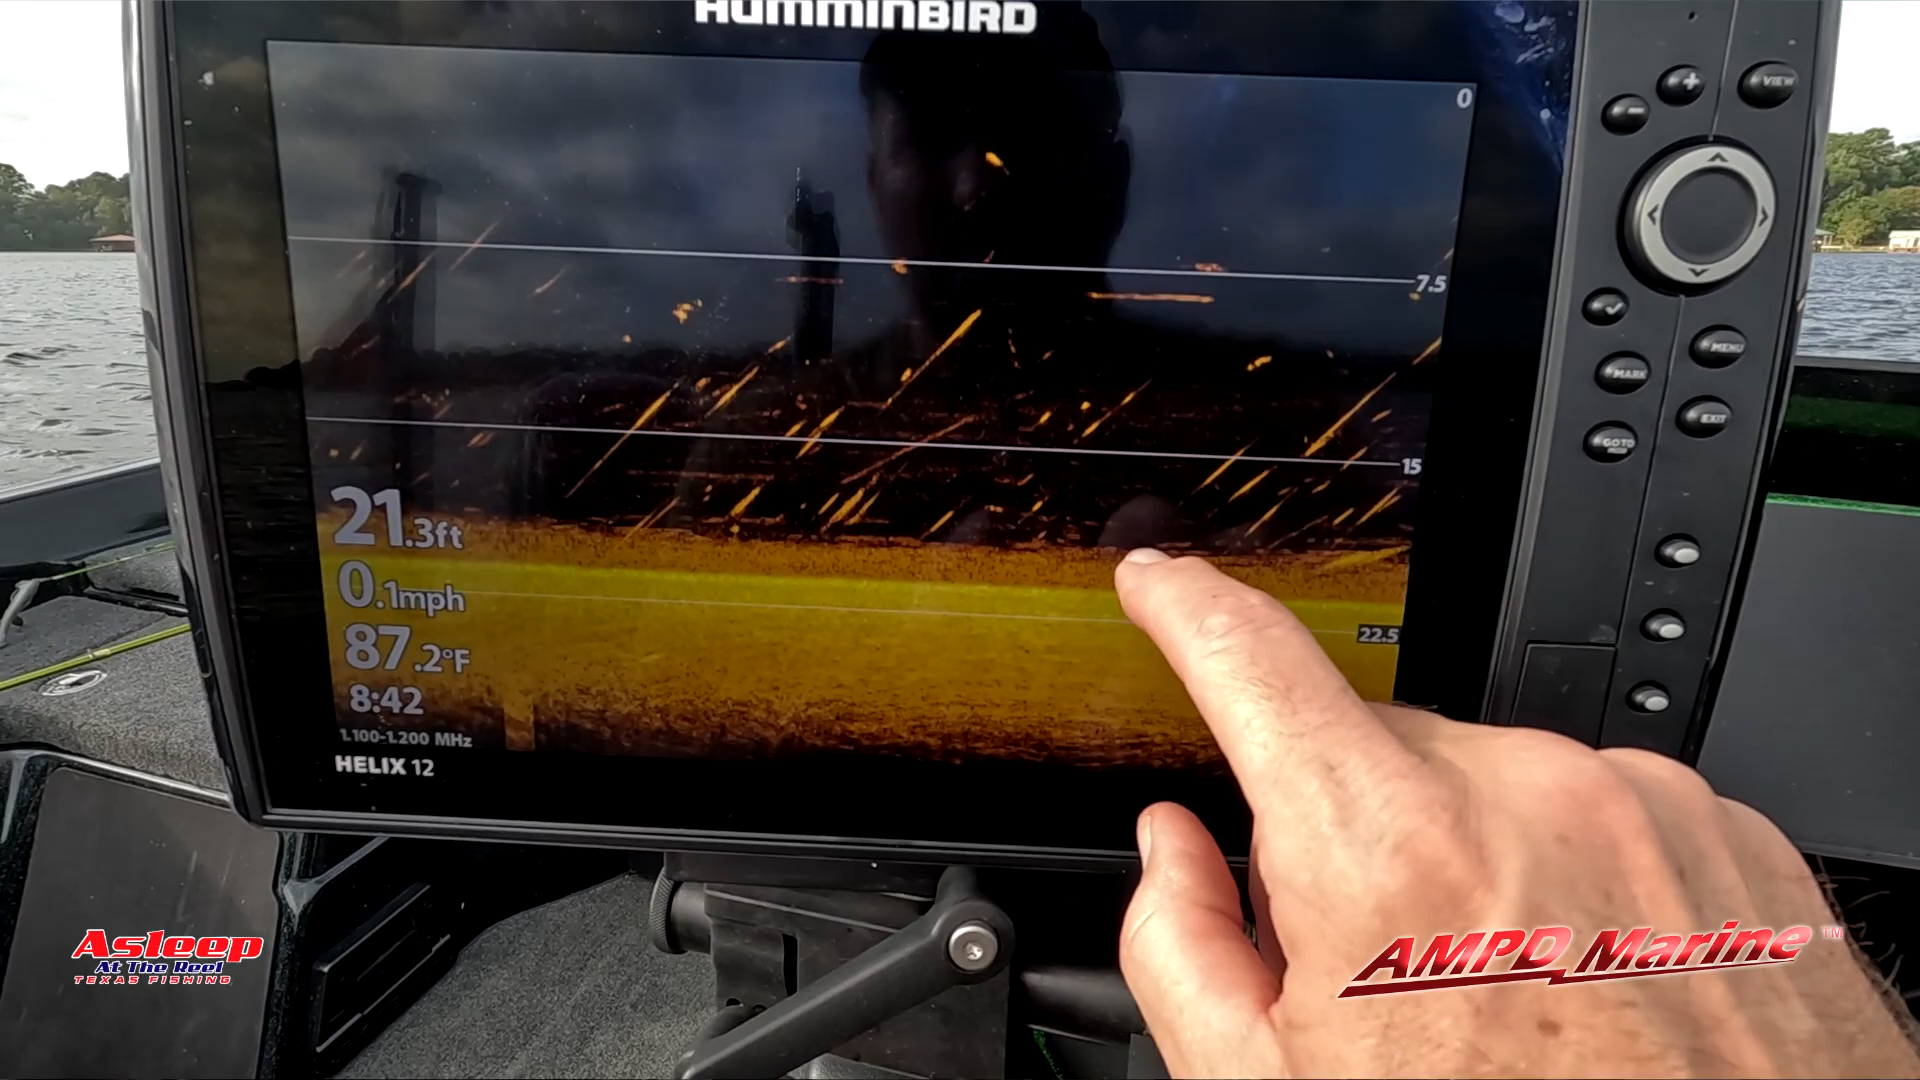 HUMMINBIRD
0
7.5
15
22.5
21.3ft
0.1mph
87.2°F
8:42
1.100-1.200 MHz
HELIX 12
VIEW
MENU
MARK
EXIT
GOTO
Asleep
At The Reel
TEXAS FISHING
AMPD Marine™